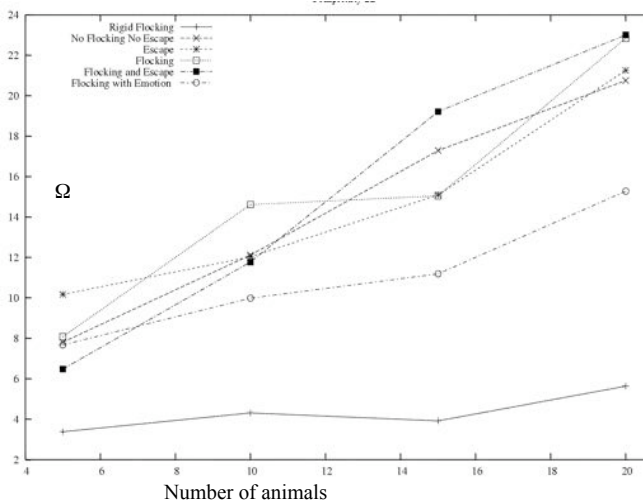 Rigid Flocking
No Flocking No Escape
Escape
Flocking
Flocking and Escape
Flocking with Emotion
24
22
20
18
16
Ω
14
12
10
8
6
4
2
4 6 8 10 12 14 16 18 20
Number of animals